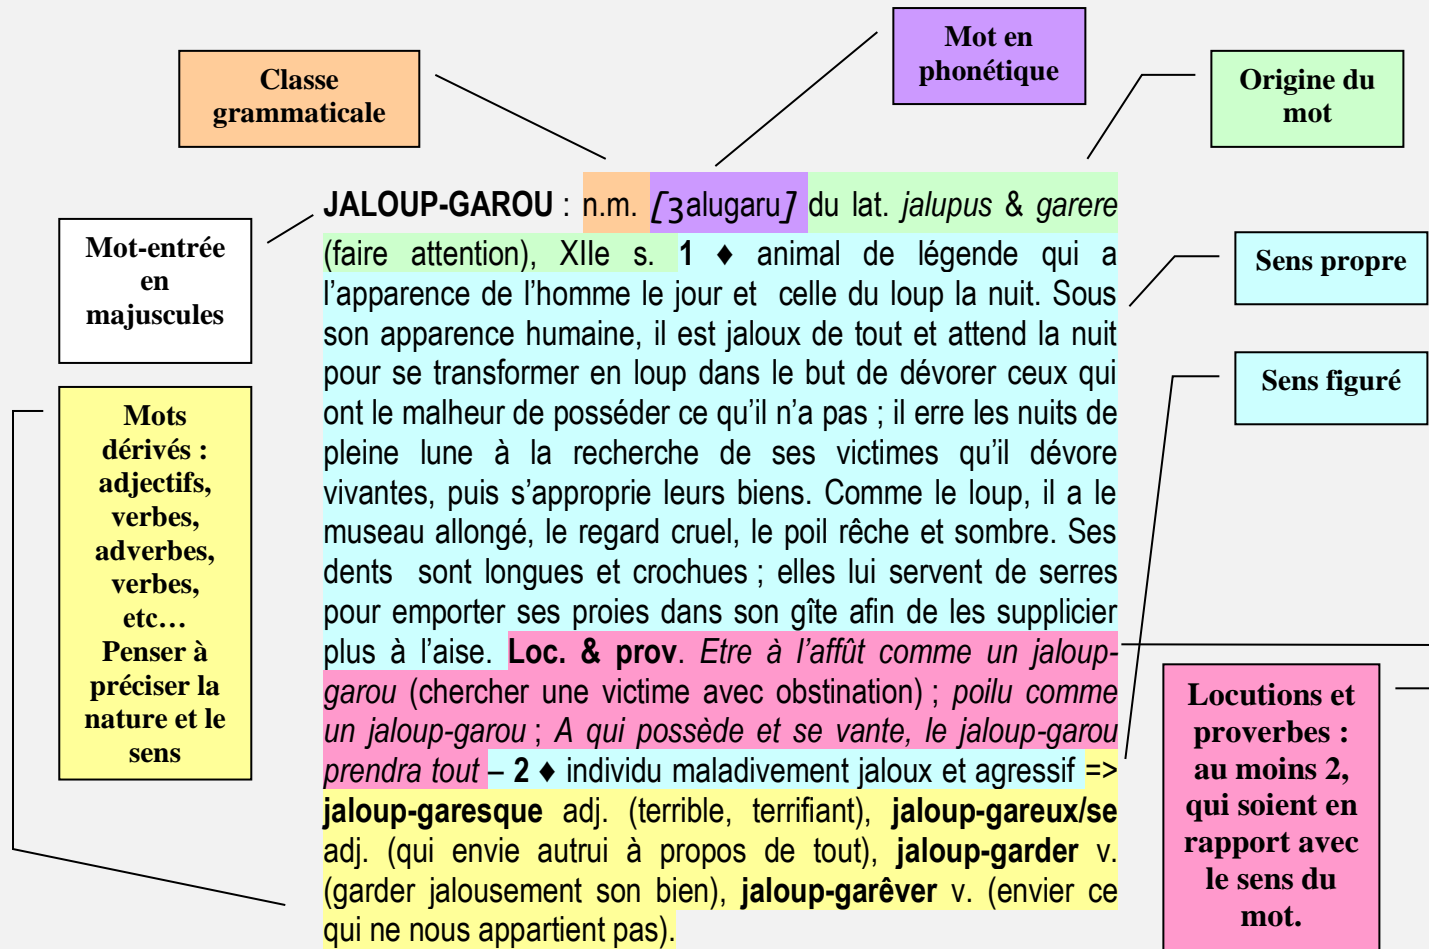 Classe
grammaticale
Mot en
phonétique
Origine du
mot
Mot-entrée
en
majuscules
Mots
dérivés :
adjectifs,
verbes,
adverbes,
verbes,
etc…
Penser à
préciser la
nature et le
sens
JALOUP-GAROU : n.m. [ʒalugaru] du lat. jalupus & garere
(faire attention), XIIe s. 1 ♦ animal de légende qui a
l’apparence de l’homme le jour et celle du loup la nuit. Sous
son apparence humaine, il est jaloux de tout et attend la nuit
pour se transformer en loup dans le but de dévorer ceux qui
ont le malheur de posséder ce qu’il n’a pas ; il erre les nuits de
pleine lune à la recherche de ses victimes qu’il dévore
vivantes, puis s’approprie leurs biens. Comme le loup, il a le
museau allongé, le regard cruel, le poil rêche et sombre. Ses
dents sont longues et crochues ; elles lui servent de serres
pour emporter ses proies dans son gîte afin de les supplicier
plus à l’aise. Loc. & prov. Etre à l’affût comme un jaloup-
garou (chercher une victime avec obstination) ; poilu comme
un jaloup-garou ; A qui possède et se vante, le jaloup-garou
prendra tout – 2 ♦ individu maladivement jaloux et agressif =>
jaloup-garesque adj. (terrible, terrifiant), jaloup-gareux/se
adj. (qui envie autrui à propos de tout), jaloup-garder v.
(garder jalousement son bien), jaloup-garêver v. (envier ce
qui ne nous appartient pas).
Sens propre
Sens figuré
Locutions et
proverbes :
au moins 2,
qui soient en
rapport avec
le sens du
mot.